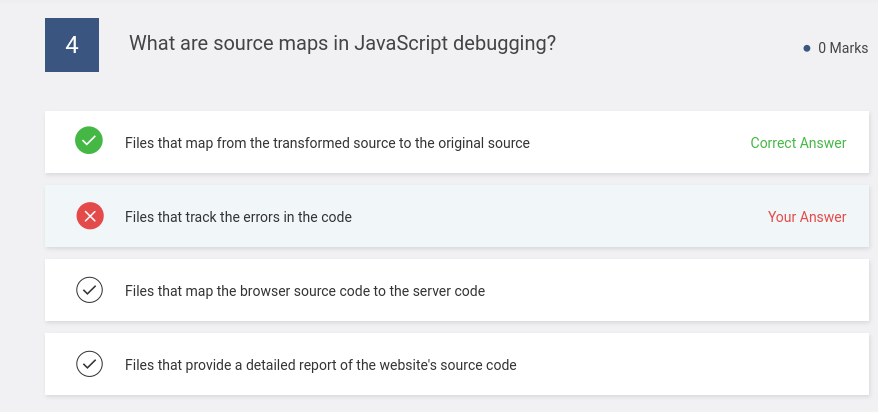 4
What are source maps in JavaScript debugging?
0 Marks
Files that map from the transformed source to the original source
Correct Answer
Files that track the errors in the code
Your Answer
Files that map the browser source code to the server code
Files that provide a detailed report of the website's source code